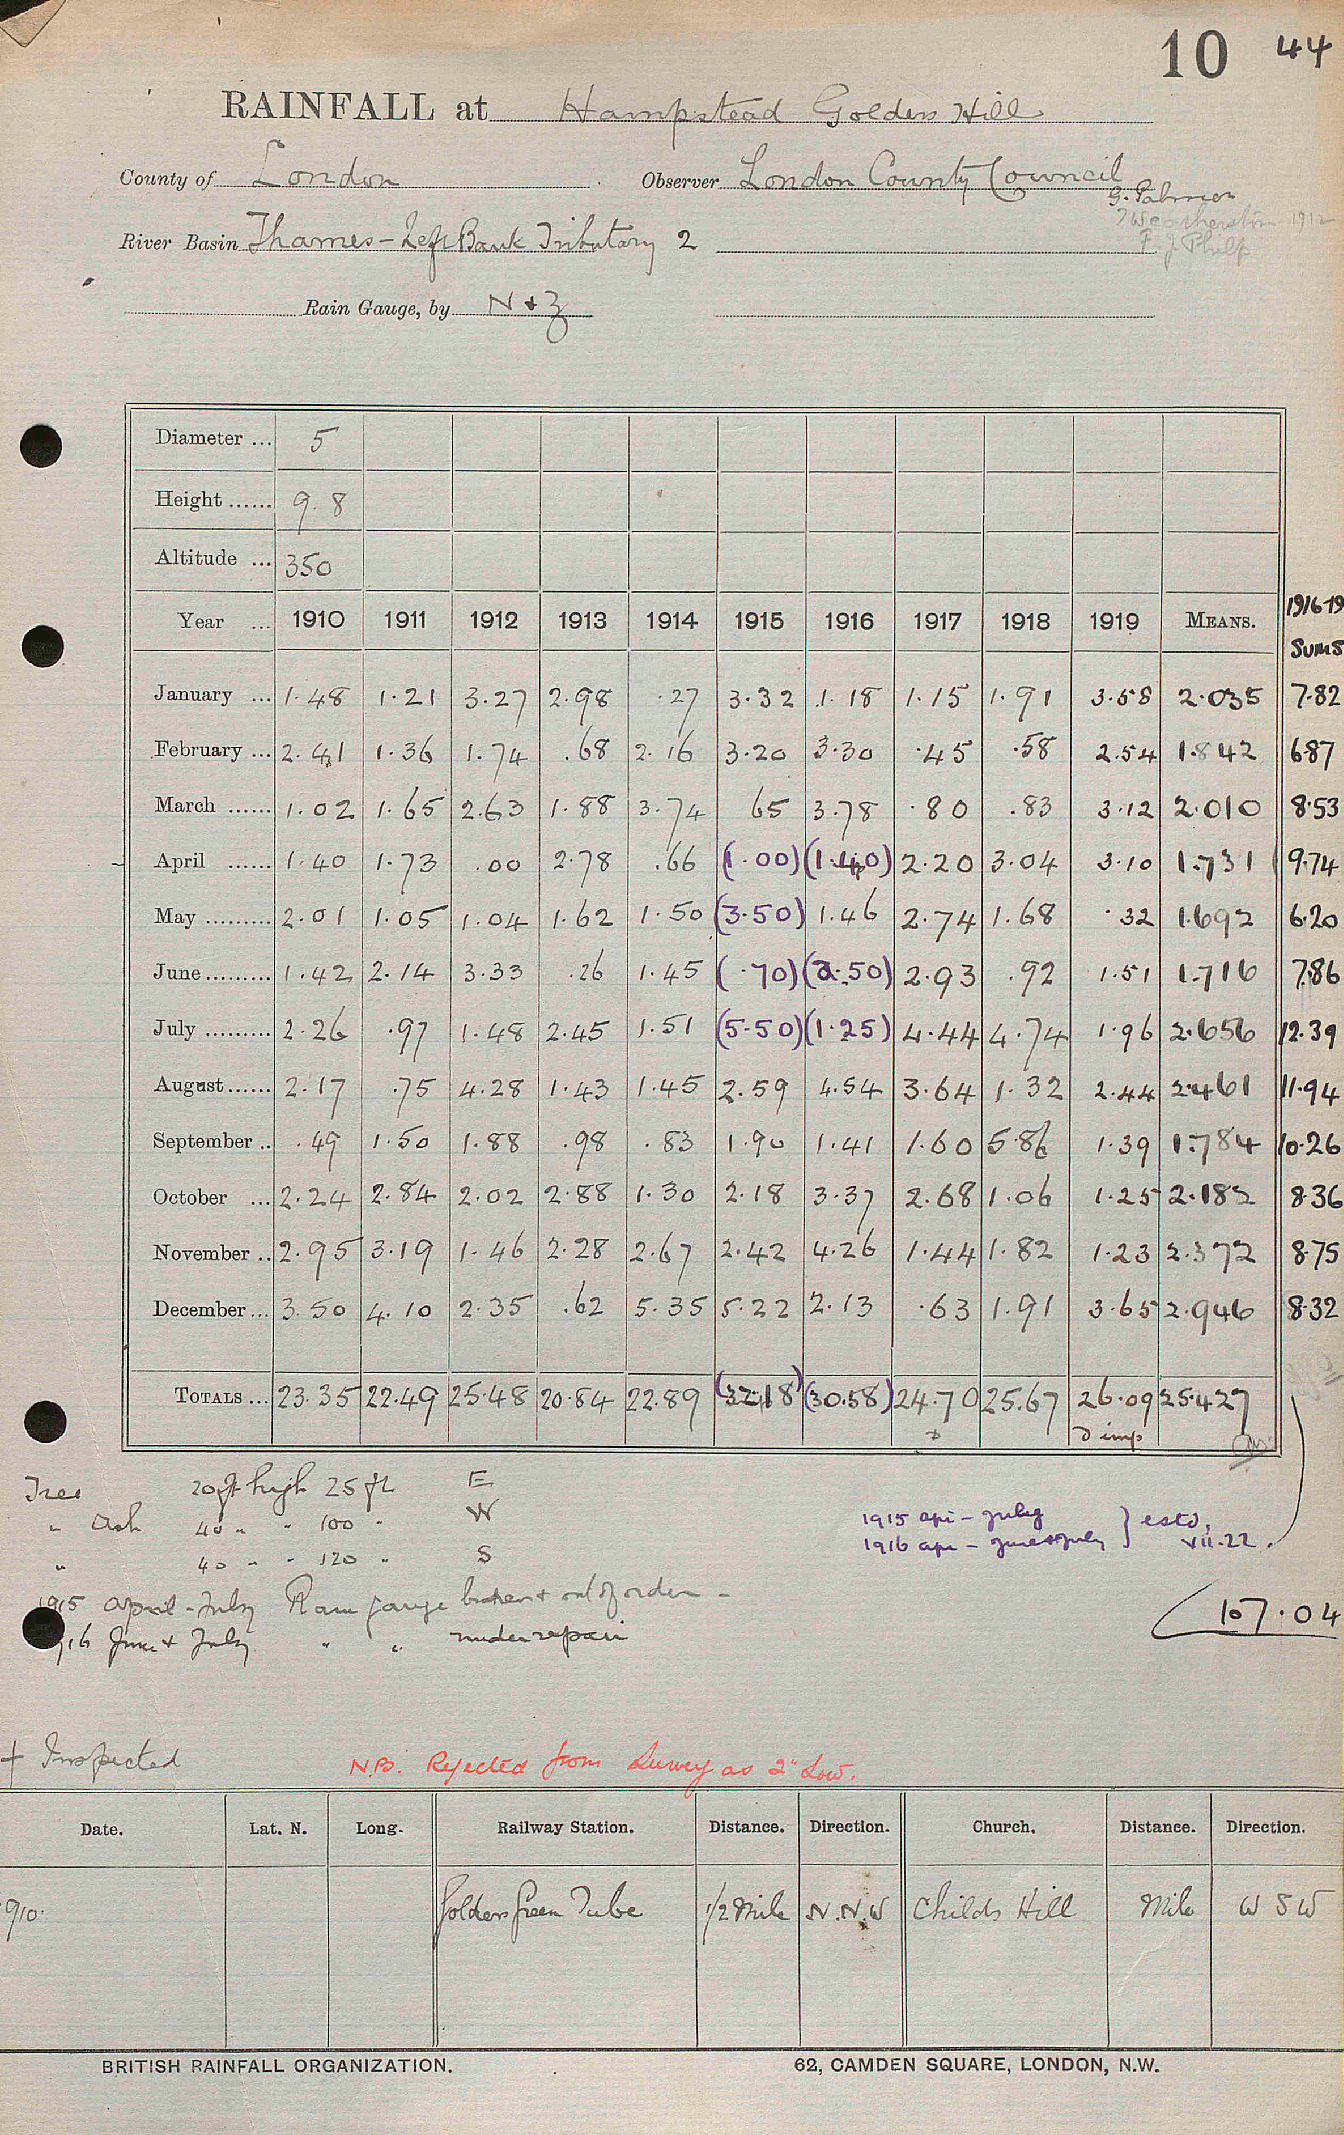 10 44
RAINFALL at Hampstead Golders Hill
County of London Observer London County Council
G. Palmer
River Basin Thames - Left Bank Tributary 2
1912
F. J Philp
Rain Gauge, by N & Z
Diameter ... 5
Height ...... 9.8
Altitude ... 350
Year ... 1910 1911 1912 1913 1914 1915 1916 1917 1918 1919 MEANS. 1916-19 Sums
January ... 1.48 1.21 3.27 2.98 .27 3.32 1.18 1.15 1.91 3.58 2.035 7.82
February ... 2.41 1.36 1.74 .68 2.16 3.20 3.30 .45 .58 2.54 1.842 6.87
March ...... 1.02 1.65 2.63 1.88 3.74 65 3.78 .80 .83 3.12 2.010 8.53
April ...... 1.40 1.73 .00 2.78 .66 (1.00) (1.40) 2.20 3.04 3.10 1.731 9.74
May ......... 2.01 1.05 1.04 1.62 1.50 (3.50) 1.46 2.74 1.68 .32 1.692 6.20
June ......... 1.42 2.14 3.33 .26 1.45 (.70) (2.50) 2.93 .92 1.51 1.716 7.86
July ......... 2.26 .97 1.48 2.45 1.51 (5.50) (1.25) 4.44 4.74 1.96 2.656 12.39
August ...... 2.17 .75 4.28 1.43 1.45 2.59 4.54 3.64 1.32 2.44 2.461 11.94
September .. .49 1.50 1.88 .98 .83 1.90 1.41 1.60 5.86 1.39 1.784 10.26
October ... 2.24 2.84 2.02 2.88 1.30 2.18 3.37 2.68 1.06 1.25 2.182 8.36
November .. 2.95 3.19 1.46 2.28 2.67 2.42 4.26 1.44 1.82 1.23 2.372 8.75
December ... 3.50 4.10 2.35 .62 5.35 5.22 2.13 .63 1.91 3.65 2.946 8.32
TOTALS ... 23.35 22.49 25.48 20.84 22.89 (32.18) (30.58) 24.70 25.67 26.09 25.427
D imp
Tree 20ft high 25 ft E
" Ash 40 " " 100 " W
" 40 " " 120 " S
1915 api - july } estd.
1916 api - june & july } VII.22.
1915 April - July Rain gauge broken & out of order -
16 June & July " " under repair
107.04
+ Inspected
N.B. Rejected from Survey as 2" Low.
Date. Lat. N. Long. Railway Station. Distance. Direction. Church. Distance. Direction.
910. Golders Green Tube 1/2 Mile N.N.W Childs Hill Mile W S W
BRITISH RAINFALL ORGANIZATION. 62, CAMDEN SQUARE, LONDON, N.W.